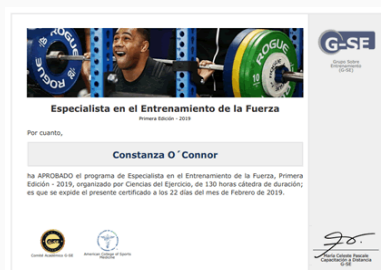 ROGUE
ROGUE
G-SE
Grupo Sobre
Entrenamiento
(G-SE)
Especialista en el Entrenamiento de la Fuerza
Primera Edición - 2019
Por cuanto,
Constanza O´Connor
ha APROBADO el programa de Especialista en el Entrenamiento de la Fuerza, Primera
Edición - 2019, organizado por Ciencias del Ejercicio, de 130 horas cátedra de duración;
es que se expide el presente certificado a los 22 días del mes de Febrero de 2019.
Comité Académico G-SE
American College of Sports
Medicine
María Celeste Pascale
Capacitación a Distancia
G-SE